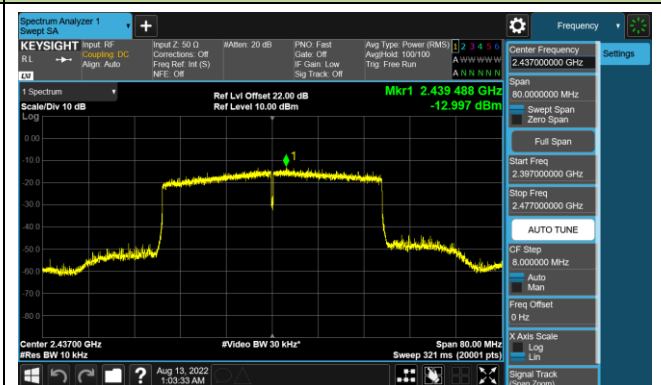 Spectrum Analyzer 1
Swept SA
Frequency
KEYSIGHT
RL
Input: RF
Coupling: DC
Align: Auto
Input Z: 50 Ω
Corrections: Off
Freq Ref: Int (S)
NFE: Off
#Atten: 20 dB
PNO: Fast
Gate: Off
IF Gain: Low
Sig Track: Off
Avg Type: Power (RMS)
Avg|Hold: 100/100
Trig: Free Run
1 2 3 4 5 6
A W W W W W
A N N N N N
LXI
1 Spectrum
Scale/Div 10 dB
Log
Ref Lvl Offset 22.00 dB
Ref Level 10.00 dBm
Mkr1 2.439 488 GHz
-12.997 dBm
1
0.00
-10.0
-20.0
-30.0
-40.0
-50.0
-60.0
-70.0
-80.0
Center 2.43700 GHz
#Res BW 10 kHz
#Video BW 30 kHz*
Span 80.00 MHz
Sweep 321 ms (20001 pts)
?
Aug 13, 2022
1:03:33 AM
Center Frequency
2.437000000 GHz
Settings
Span
80.0000000 MHz
Swept Span
Zero Span
Full Span
Start Freq
2.397000000 GHz
Stop Freq
2.477000000 GHz
AUTO TUNE
CF Step
8.000000 MHz
Auto
Man
Freq Offset
0 Hz
X Axis Scale
Log
Lin
Signal Track
(Span Zoom)